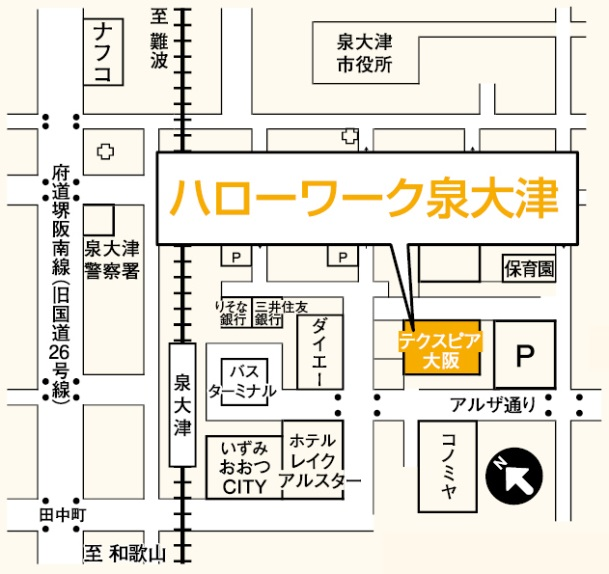 至難波
ナフコ
泉大津
市役所
ハローワーク泉大津
府道堺阪南線(旧国道26号線)
泉大津
警察署
P
P
保育園
りそな
銀行
三井住友
銀行
ダイエー
テクスピア
大阪
P
バス
ターミナル
泉大津
アルザ通り
いずみ
おおつ
CITY
ホテル
レイク
アルスター
コノミヤ
N
田中町
至 和歌山